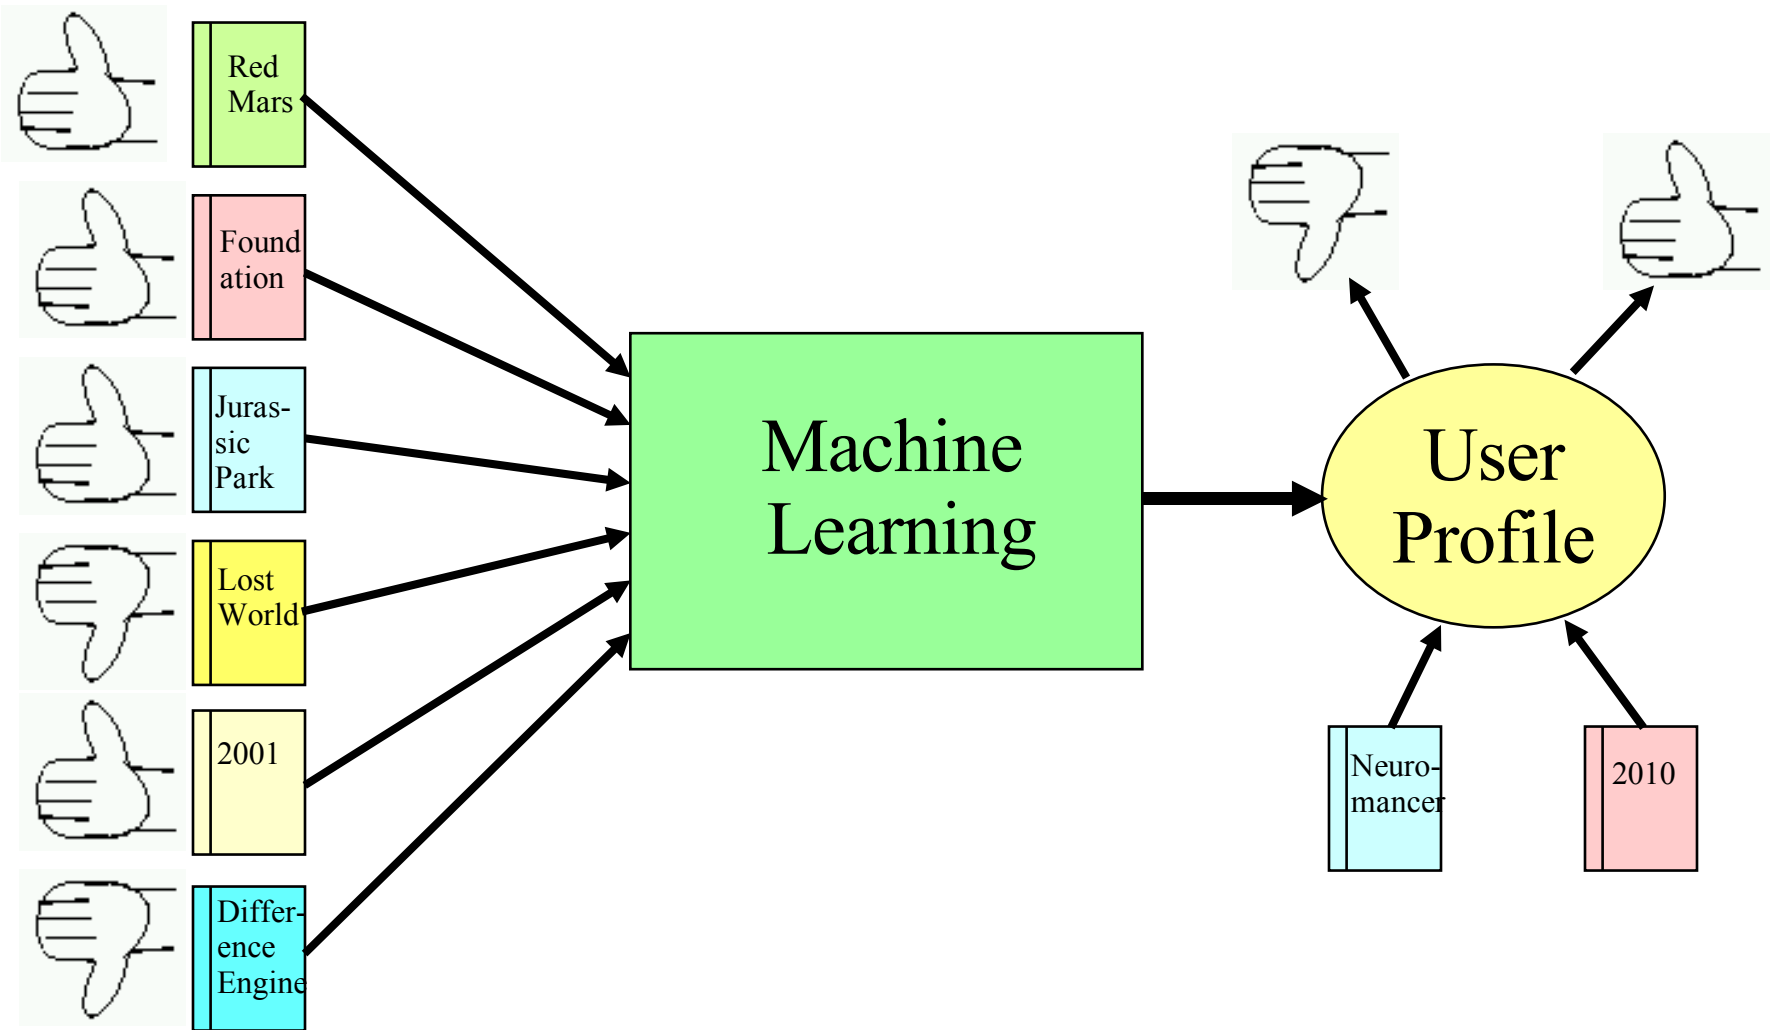 Red
Mars
Found
ation
Juras-
sic
Park
Lost
World
2001
Differ-
ence
Engine
Machine
Learning
User
Profile
Neuro-
mancer
2010